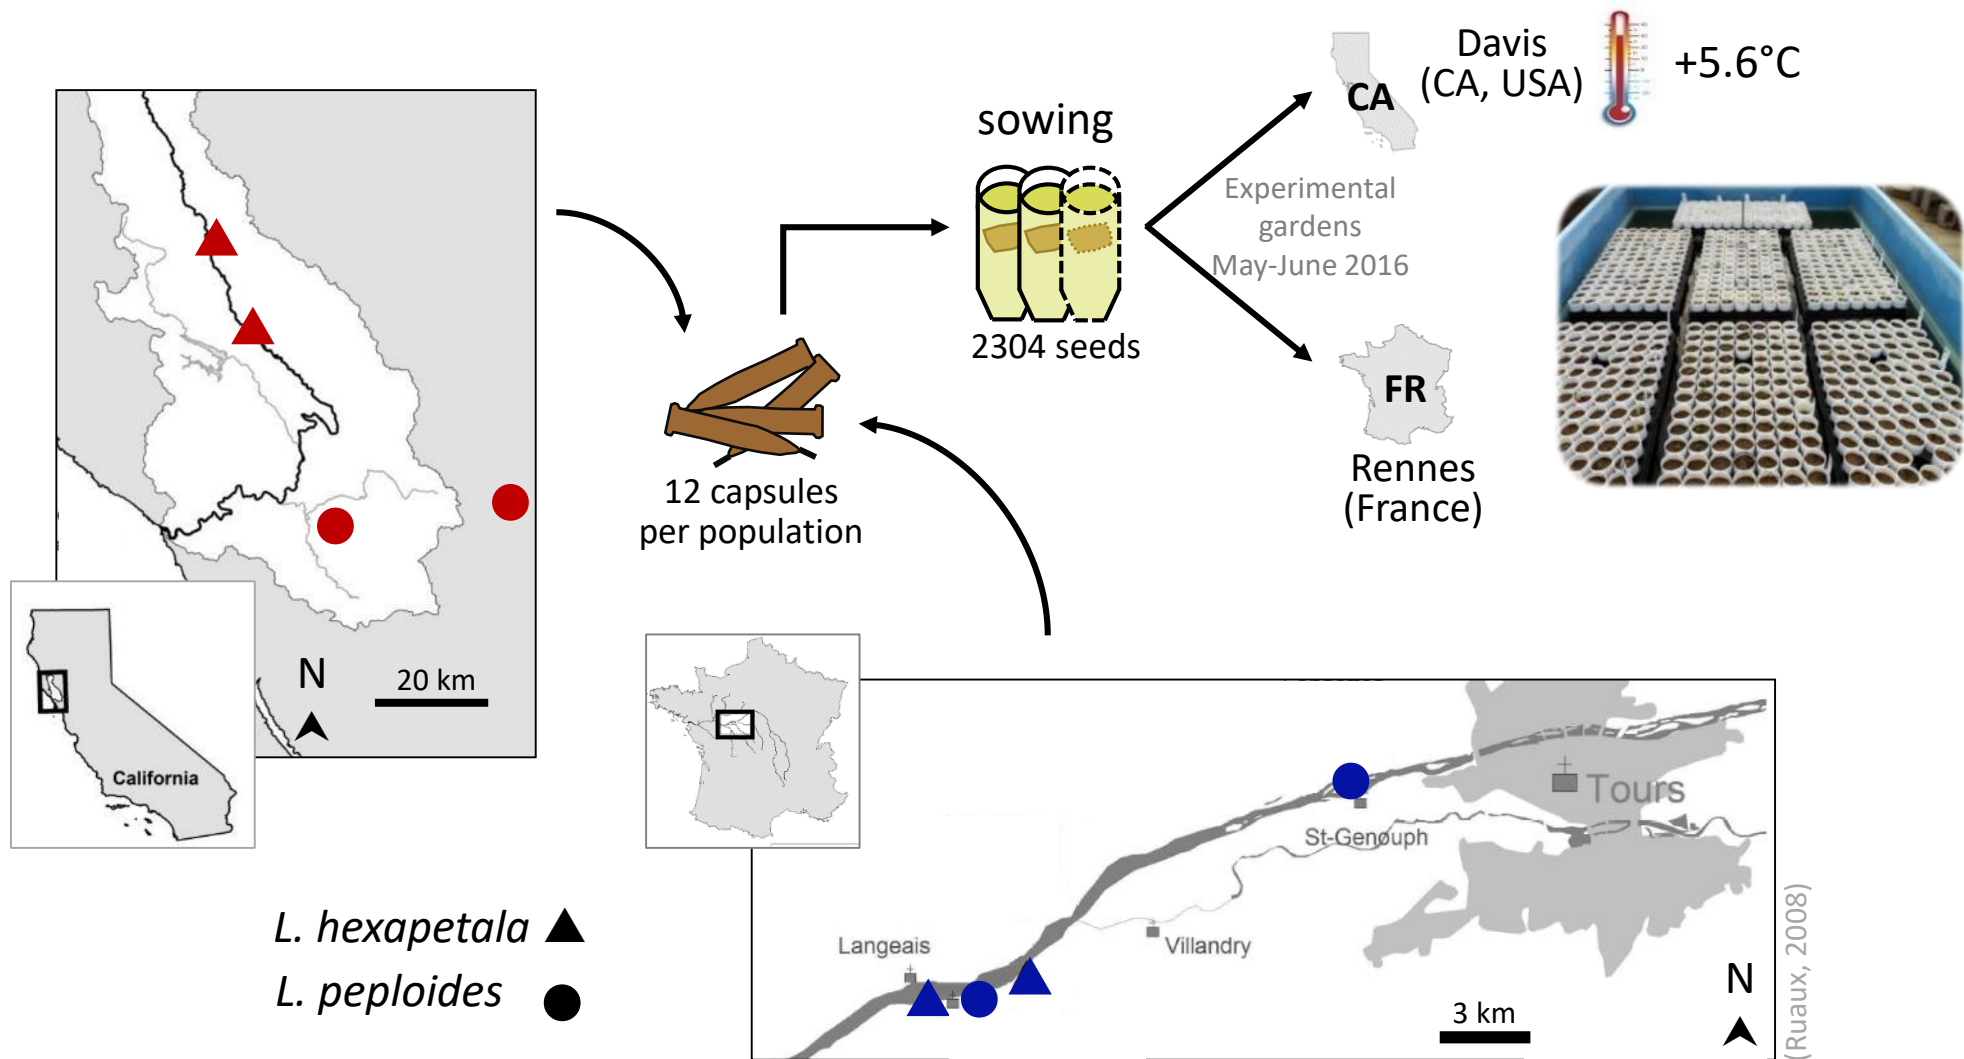 Davis
(CA, USA)
+5.6°C
CA
sowing
2304 seeds
Experimental
gardens
May-June 2016
FR
Rennes
(France)
12 capsules
per population
N
20 km
California
Tours
St-Genouph
Villandry
Langeais
N
3 km
(Ruaux, 2008)
L. hexapetala
L. peploides